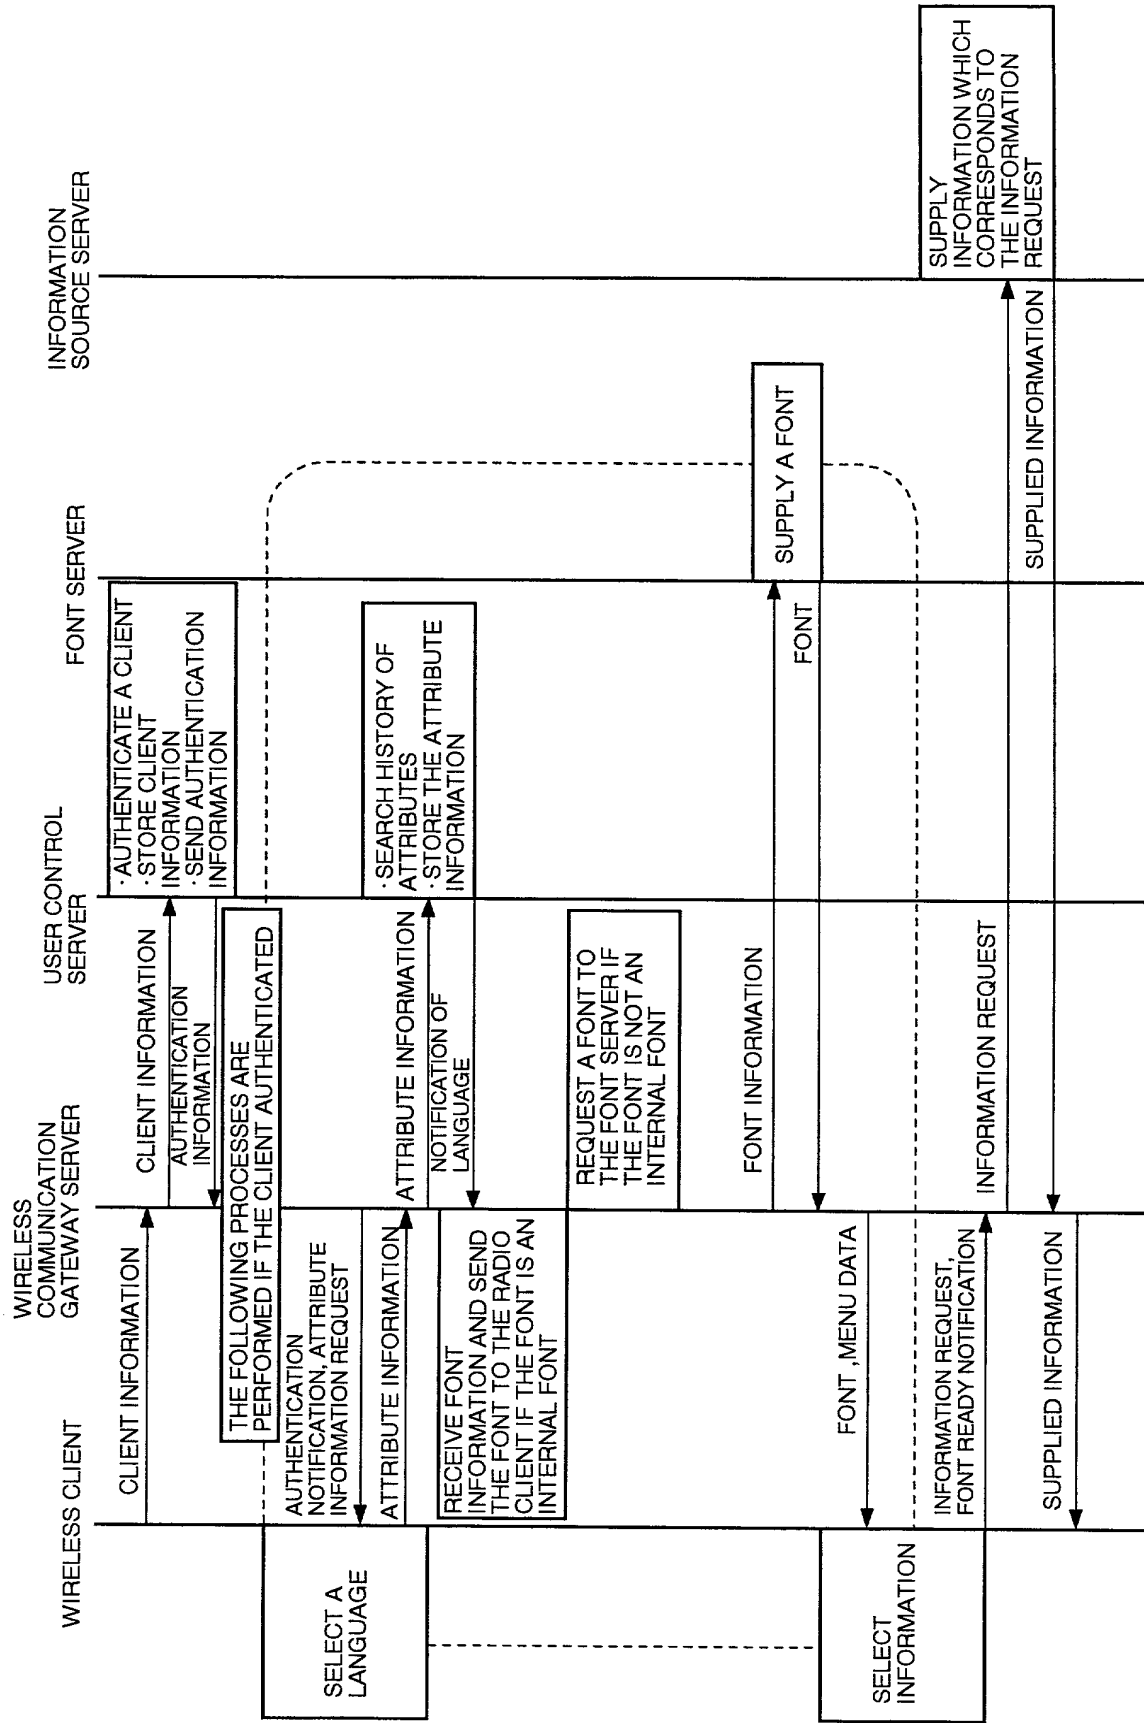 WIRELESS CLIENT
WIRELESS
COMMUNICATION
GATEWAY SERVER
USER CONTROL
SERVER
FONT SERVER
INFORMATION
SOURCE SERVER
CLIENT INFORMATION
CLIENT INFORMATION
· AUTHENTICATE A CLIENT
· STORE CLIENT
INFORMATION
· SEND AUTHENTICATION
INFORMATION
AUTHENTICATION
INFORMATION
THE FOLLOWING PROCESSES ARE
PERFORMED IF THE CLIENT AUTHENTICATED
SELECT A
LANGUAGE
AUTHENTICATION
NOTIFICATION, ATTRIBUTE
INFORMATION REQUEST
ATTRIBUTE INFORMATION
ATTRIBUTE INFORMATION
· SEARCH HISTORY OF
ATTRIBUTES
· STORE THE ATTRIBUTE
INFORMATION
NOTIFICATION OF
LANGUAGE
RECEIVE FONT
INFORMATION AND SEND
THE FONT TO THE RADIO
CLIENT IF THE FONT IS AN
INTERNAL FONT
REQUEST A FONT TO
THE FONT SERVER IF
THE FONT IS NOT AN
INTERNAL FONT
FONT INFORMATION
SUPPLY A FONT
FONT
FONT ,MENU DATA
SELECT
INFORMATION
INFORMATION REQUEST,
FONT READY NOTIFICATION
INFORMATION REQUEST
SUPPLY
INFORMATION WHICH
CORRESPONDS TO
THE INFORMATION
REQUEST
SUPPLIED INFORMATION
SUPPLIED INFORMATION